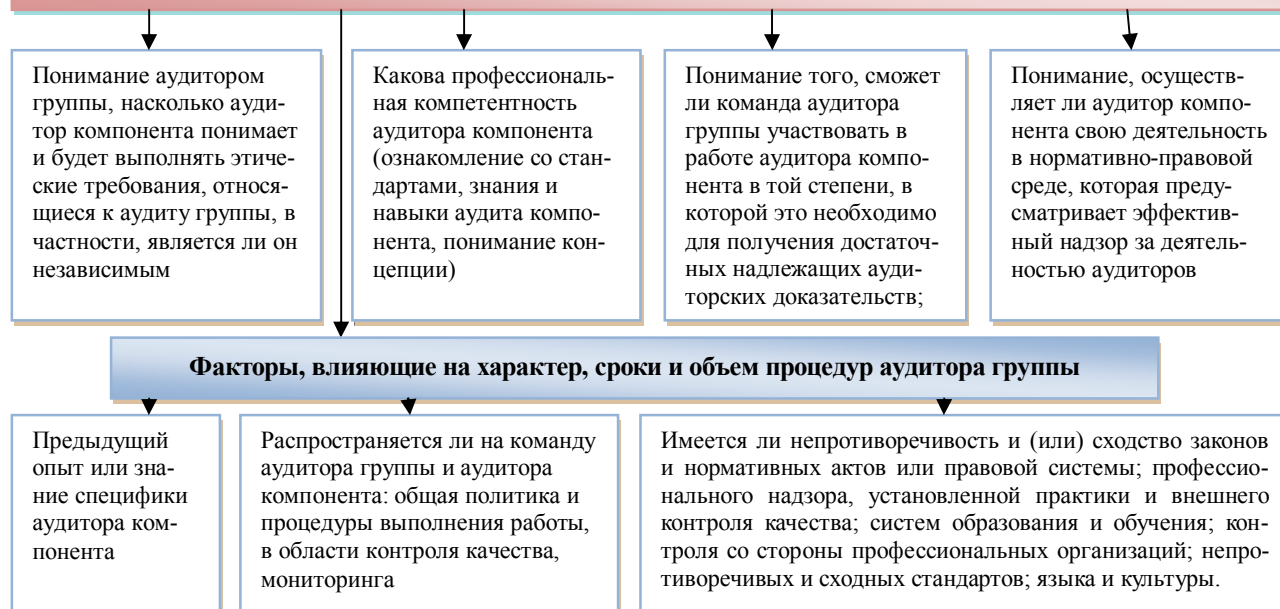 Понимание аудитором
группы, насколько ауди-
тор компонента понимает
и будет выполнять этиче-
ские требования, относя-
щиеся к аудиту группы, в
частности, является ли он
независимым
Какова профессиональ-
ная компетентность
аудитора компонента
(ознакомление со стан-
дартами, знания и
навыки аудита компо-
нента, понимание кон-
цепции)
Понимание того, сможет
ли команда аудитора
группы участвовать в
работе аудитора компо-
нента в той степени, в
которой это необходимо
для получения достаточ-
ных надлежащих ауди-
торских доказательств;
Понимание, осуществ-
ляет ли аудитор компо-
нента свою деятельность
в нормативно-правовой
среде, которая преду-
сматривает эффектив-
ный надзор за деятель-
ностью аудиторов
Факторы, влияющие на характер, сроки и объем процедур аудитора группы
Предыдущий
опыт или зна-
ние специфики
аудитора ком-
понента
Распространяется ли на команду
аудитора группы и аудитора
компонента: общая политика и
процедуры выполнения работы,
в области контроля качества,
мониторинга
Имеется ли непротиворечивость и (или) сходство законов
и нормативных актов или правовой системы; профессио-
нального надзора, установленной практики и внешнего
контроля качества; систем образования и обучения; кон-
троля со стороны профессиональных организаций; непро-
тиворечивых и сходных стандартов; языка и культуры.